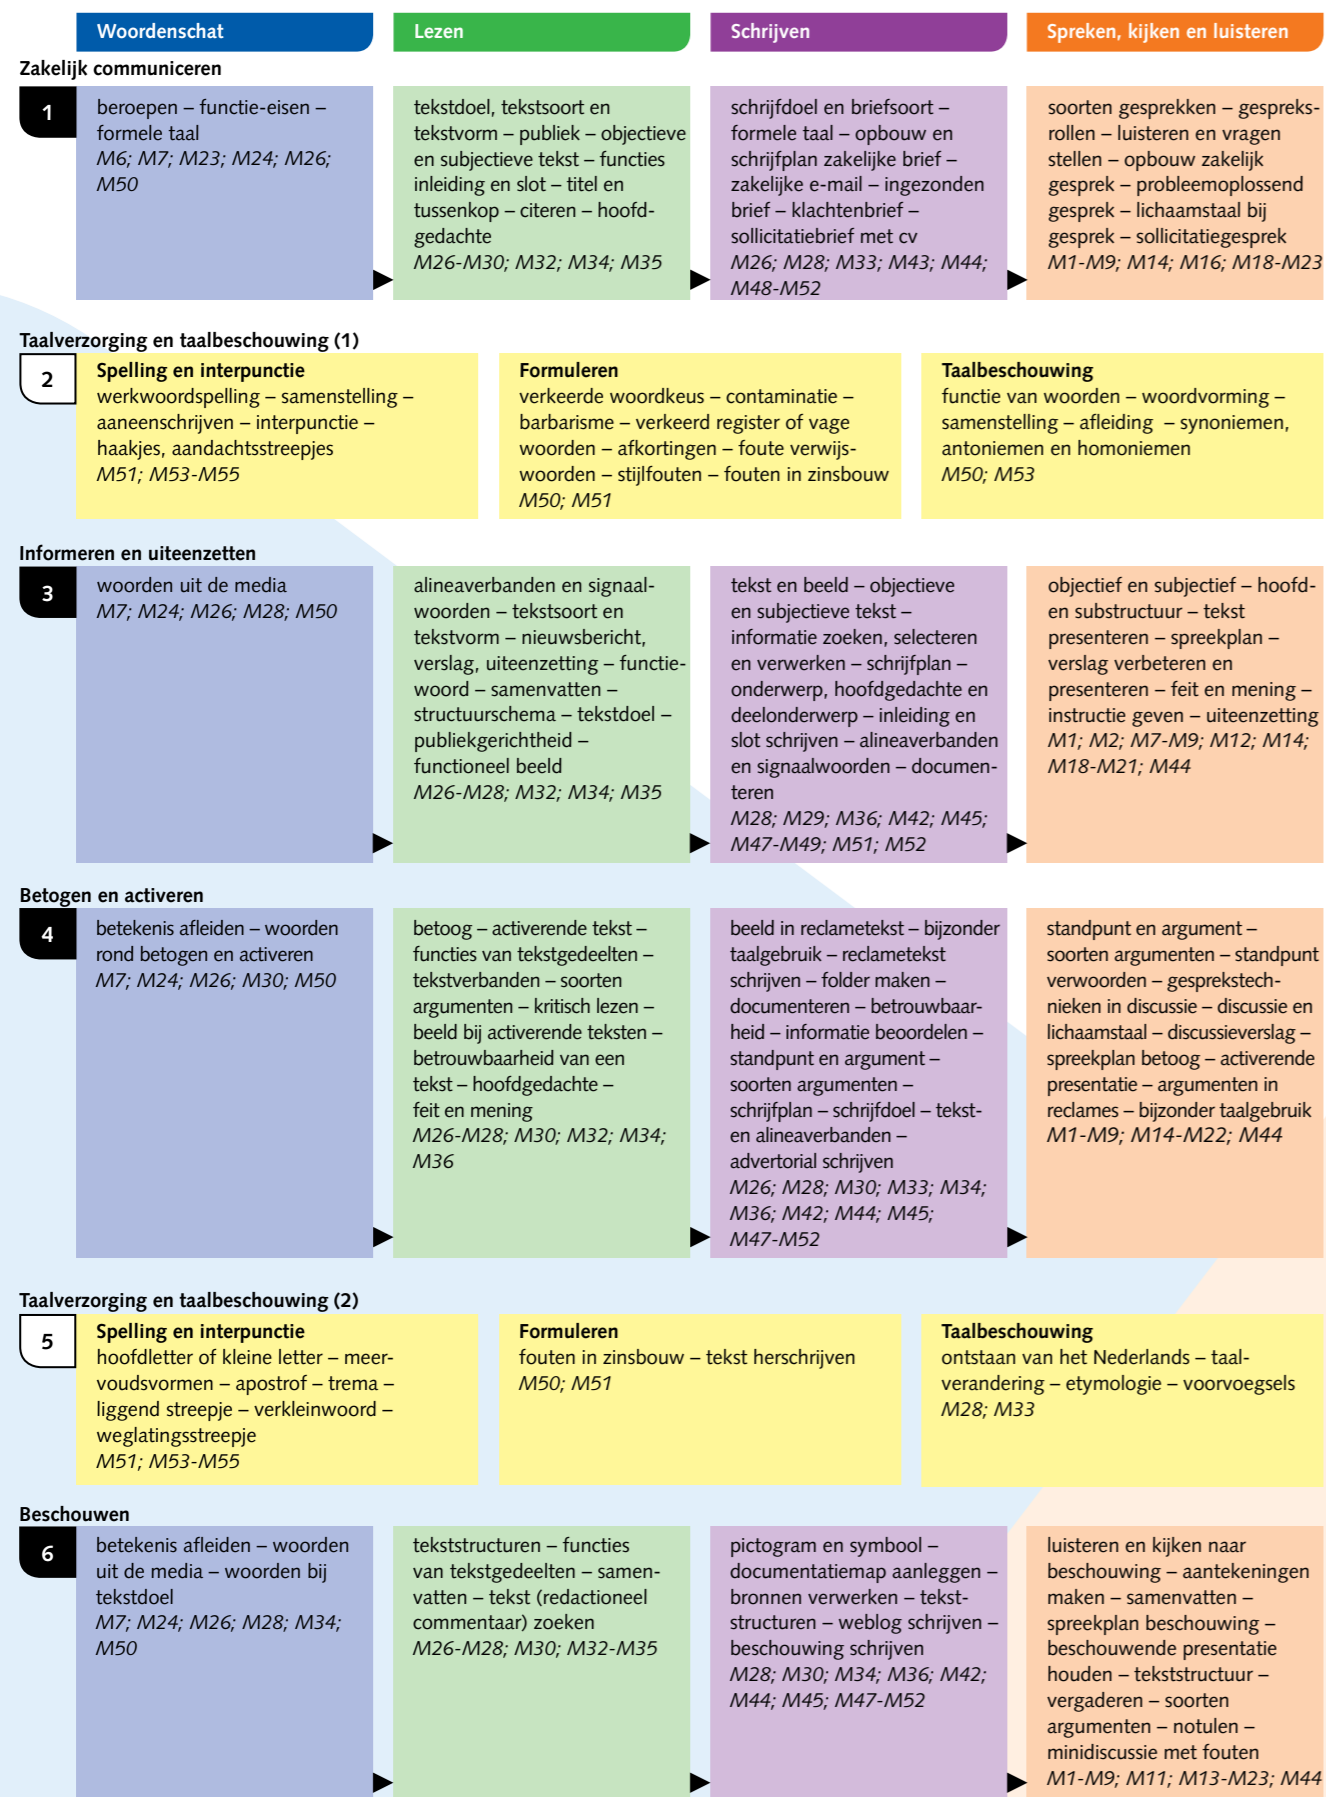 Woordenschat
Lezen
Schrijven
Spreken, kijken en luisteren
Zakelijk communiceren
1
beroepen – functie-eisen –
formele taal
M6; M7; M23; M24; M26;
M50
tekstdoel, tekstsoort en
tekstvorm – publiek – objectieve
en subjectieve tekst – functies
inleiding en slot – titel en
tussenkop – citeren – hoofd-
gedachte
M26-M30; M32; M34; M35
schrijfdoel en briefsoort –
formele taal – opbouw en
schrijfplan zakelijke brief –
zakelijke e-mail – ingezonden
brief – klachtenbrief –
sollicitatiebrief met cv
M26; M28; M33; M43; M44;
M48-M52
soorten gesprekken – gespreks-
rollen – luisteren en vragen
stellen – opbouw zakelijk
gesprek – probleemoplossend
gesprek – lichaamstaal bij
gesprek – sollicitatiegesprek
M1-M9; M14; M16; M18-M23
Taalverzorging en taalbeschouwing (1)
2
Spelling en interpunctie
werkwoordspelling – samenstelling –
aaneenschrijven – interpunctie –
haakjes, aandachtsstreepjes
M51; M53-M55
Formuleren
verkeerde woordkeus – contaminatie –
barbarisme – verkeerd register of vage
woorden – afkortingen – foute verwijs-
woorden – stijlfouten – fouten in zinsbouw
M50; M51
Taalbeschouwing
functie van woorden – woordvorming –
samenstelling – afleiding – synoniemen,
antoniemen en homoniemen
M50; M53
Informeren en uiteenzetten
3
woorden uit de media
M7; M24; M26; M28; M50
alineaverbanden en signaal-
woorden – tekstsoort en
tekstvorm – nieuwsbericht,
verslag, uiteenzetting – functie-
woord – samenvatten –
structuurschema – tekstdoel –
publiekgerichtheid –
functioneel beeld
M26-M28; M32; M34; M35
tekst en beeld – objectieve
en subjectieve tekst –
informatie zoeken, selecteren
en verwerken – schrijfplan –
onderwerp, hoofdgedachte en
deelonderwerp – inleiding en
slot schrijven – alineaverbanden
en signaalwoorden – documen-
teren
M28; M29; M36; M42; M45;
M47-M49; M51; M52
objectief en subjectief – hoofd-
en substructuur – tekst
presenteren – spreekplan –
verslag verbeteren en
presenteren – feit en mening –
instructie geven – uiteenzetting
M1; M2; M7-M9; M12; M14;
M18-M21; M44
Betogen en activeren
4
betekenis afleiden – woorden
rond betogen en activeren
M7; M24; M26; M30; M50
betoog – activerende tekst –
functies van tekstgedeelten –
tekstverbanden – soorten
argumenten – kritisch lezen –
beeld bij activerende teksten –
betrouwbaarheid van een
tekst – hoofdgedachte –
feit en mening
M26-M28; M30; M32; M34;
M36
beeld in reclametekst – bijzonder
taalgebruik – reclametekst
schrijven – folder maken –
documenteren – betrouwbaar-
heid – informatie beoordelen –
standpunt en argument –
soorten argumenten –
schrijfplan – schrijfdoel – tekst-
en alineaverbanden –
advertorial schrijven
M26; M28; M30; M33; M34;
M36; M42; M44; M45;
M47-M52
standpunt en argument –
soorten argumenten – standpunt
verwoorden – gesprekstech-
nieken in discussie – discussie en
lichaamstaal – discussieverslag –
spreekplan betoog – activerende
presentatie – argumenten in
reclames – bijzonder taalgebruik
M1-M9; M14-M22; M44
Taalverzorging en taalbeschouwing (2)
5
Spelling en interpunctie
hoofdletter of kleine letter – meer-
voudsvormen – apostrof – trema –
liggend streepje – verkleinwoord –
weglatingsstreepje
M51; M53-M55
Formuleren
fouten in zinsbouw – tekst herschrijven
M50; M51
Taalbeschouwing
ontstaan van het Nederlands – taal-
verandering – etymologie – voorvoegsels
M28; M33
Beschouwen
6
betekenis afleiden – woorden
uit de media – woorden bij
tekstdoel
M7; M24; M26; M28; M34;
M50
tekststructuren – functies
van tekstgedeelten – samen-
vatten – tekst (redactioneel
commentaar) zoeken
M26-M28; M30; M32-M35
pictogram en symbool –
documentatiemap aanleggen –
bronnen verwerken – tekst-
structuren – weblog schrijven –
beschouwing schrijven
M28; M30; M34; M36; M42;
M44; M45; M47-M52
luisteren en kijken naar
beschouwing – aantekeningen
maken – samenvatten –
spreekplan beschouwing –
beschouwende presentatie
houden – tekststructuur –
vergaderen – soorten
argumenten – notulen –
minidiscussie met fouten
M1-M9; M11; M13-M23; M44